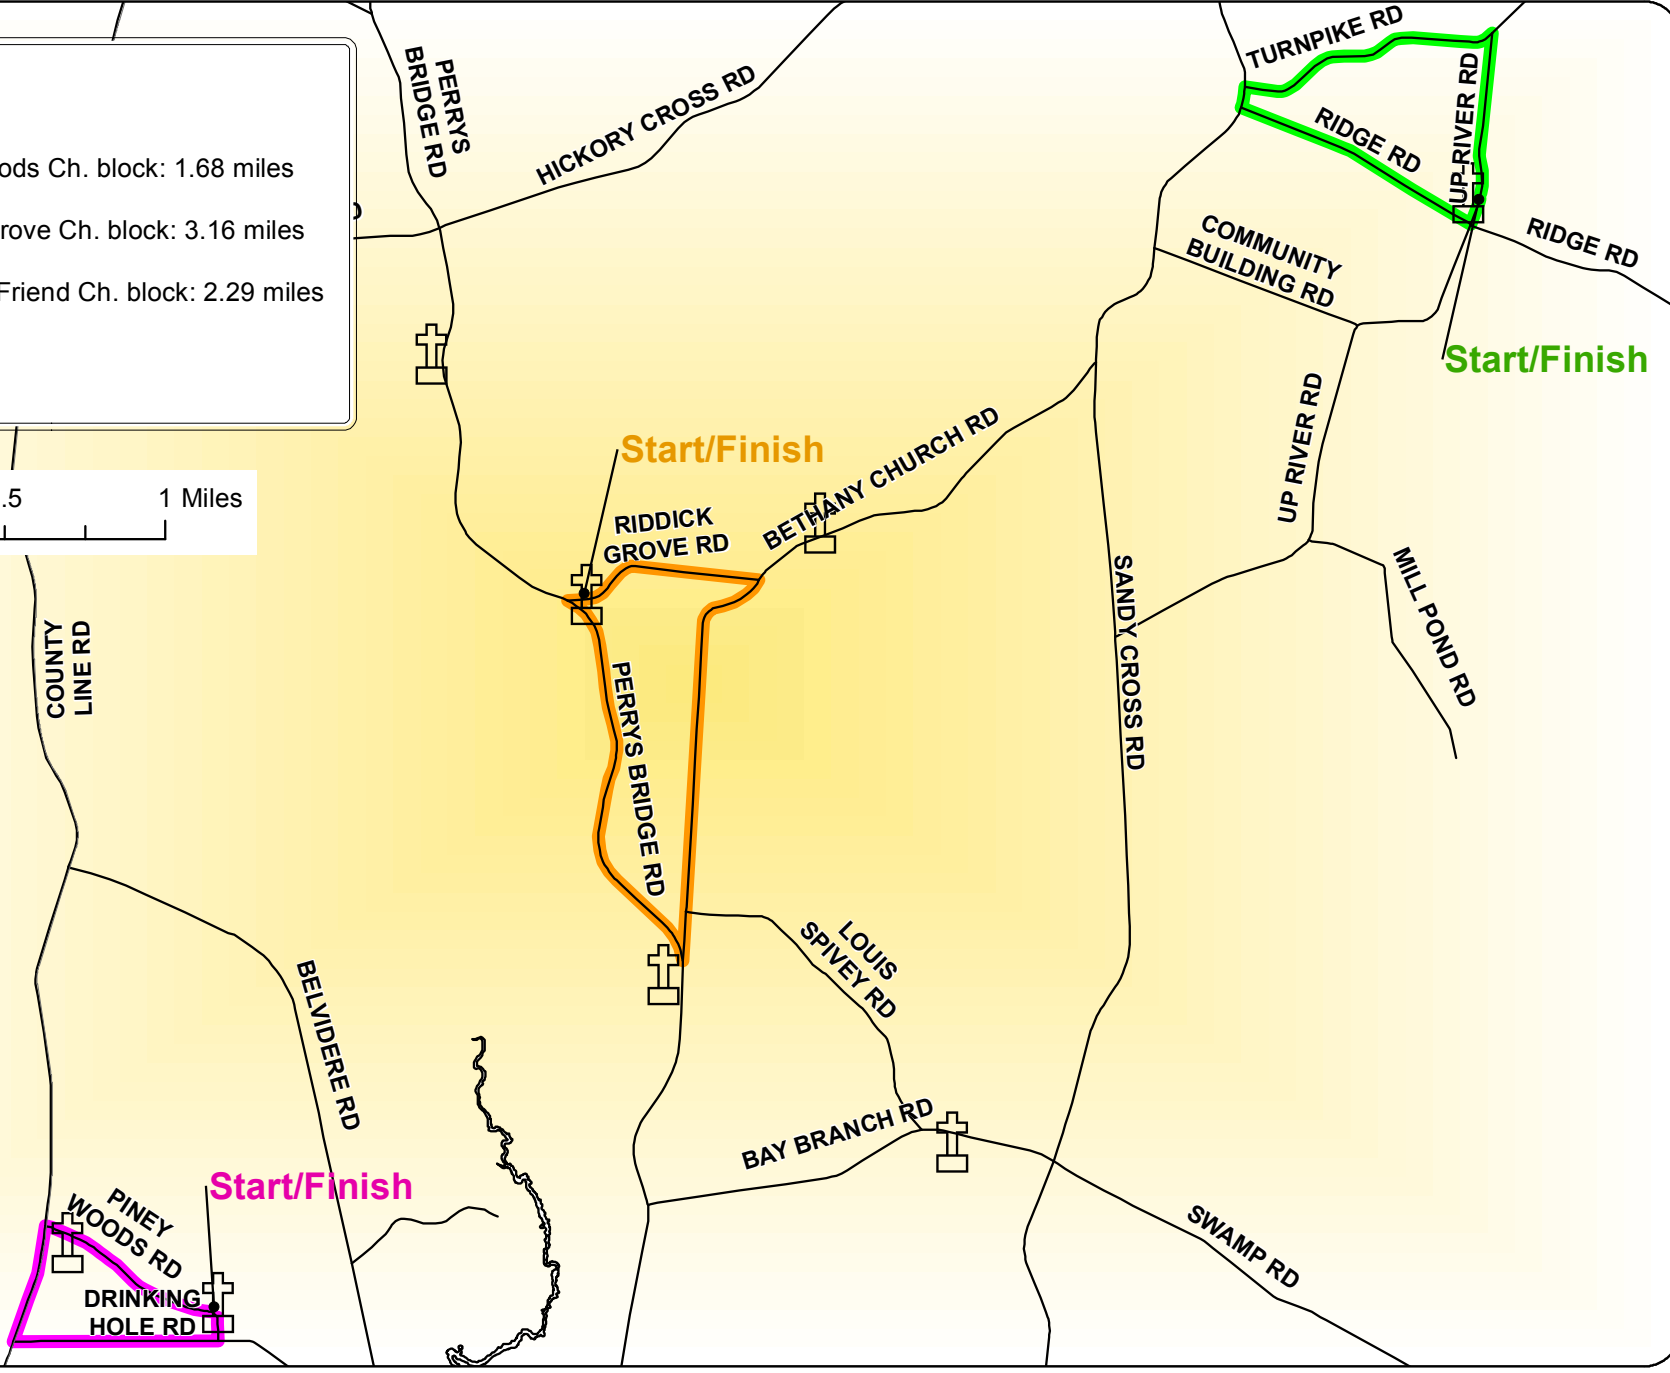 TURNPIKE RD
PERRYS
BRIDGE RD
HICKORY CROSS RD
UP RIVER RD
RIDGE RD
Ch. block: 1.68 miles
Ch. block: 3.16 miles
Friend Ch. block: 2.29 miles
COMMUNITY
BUILDING RD
RIDGE RD
Start/Finish
UP RIVER RD
Start/Finish
BETHANY CHURCH RD
.5 1 Miles
RIDDICK
GROVE RD
SANDY CROSS RD
MILL POND RD
COUNTY
LINE RD
PERRYS BRIDGE RD
LOUIS
SPIVEY RD
BELVIDERE RD
BAY BRANCH RD
Start/Finish
PINEY
WOODS RD
SWAMP RD
DRINKING
HOLE RD